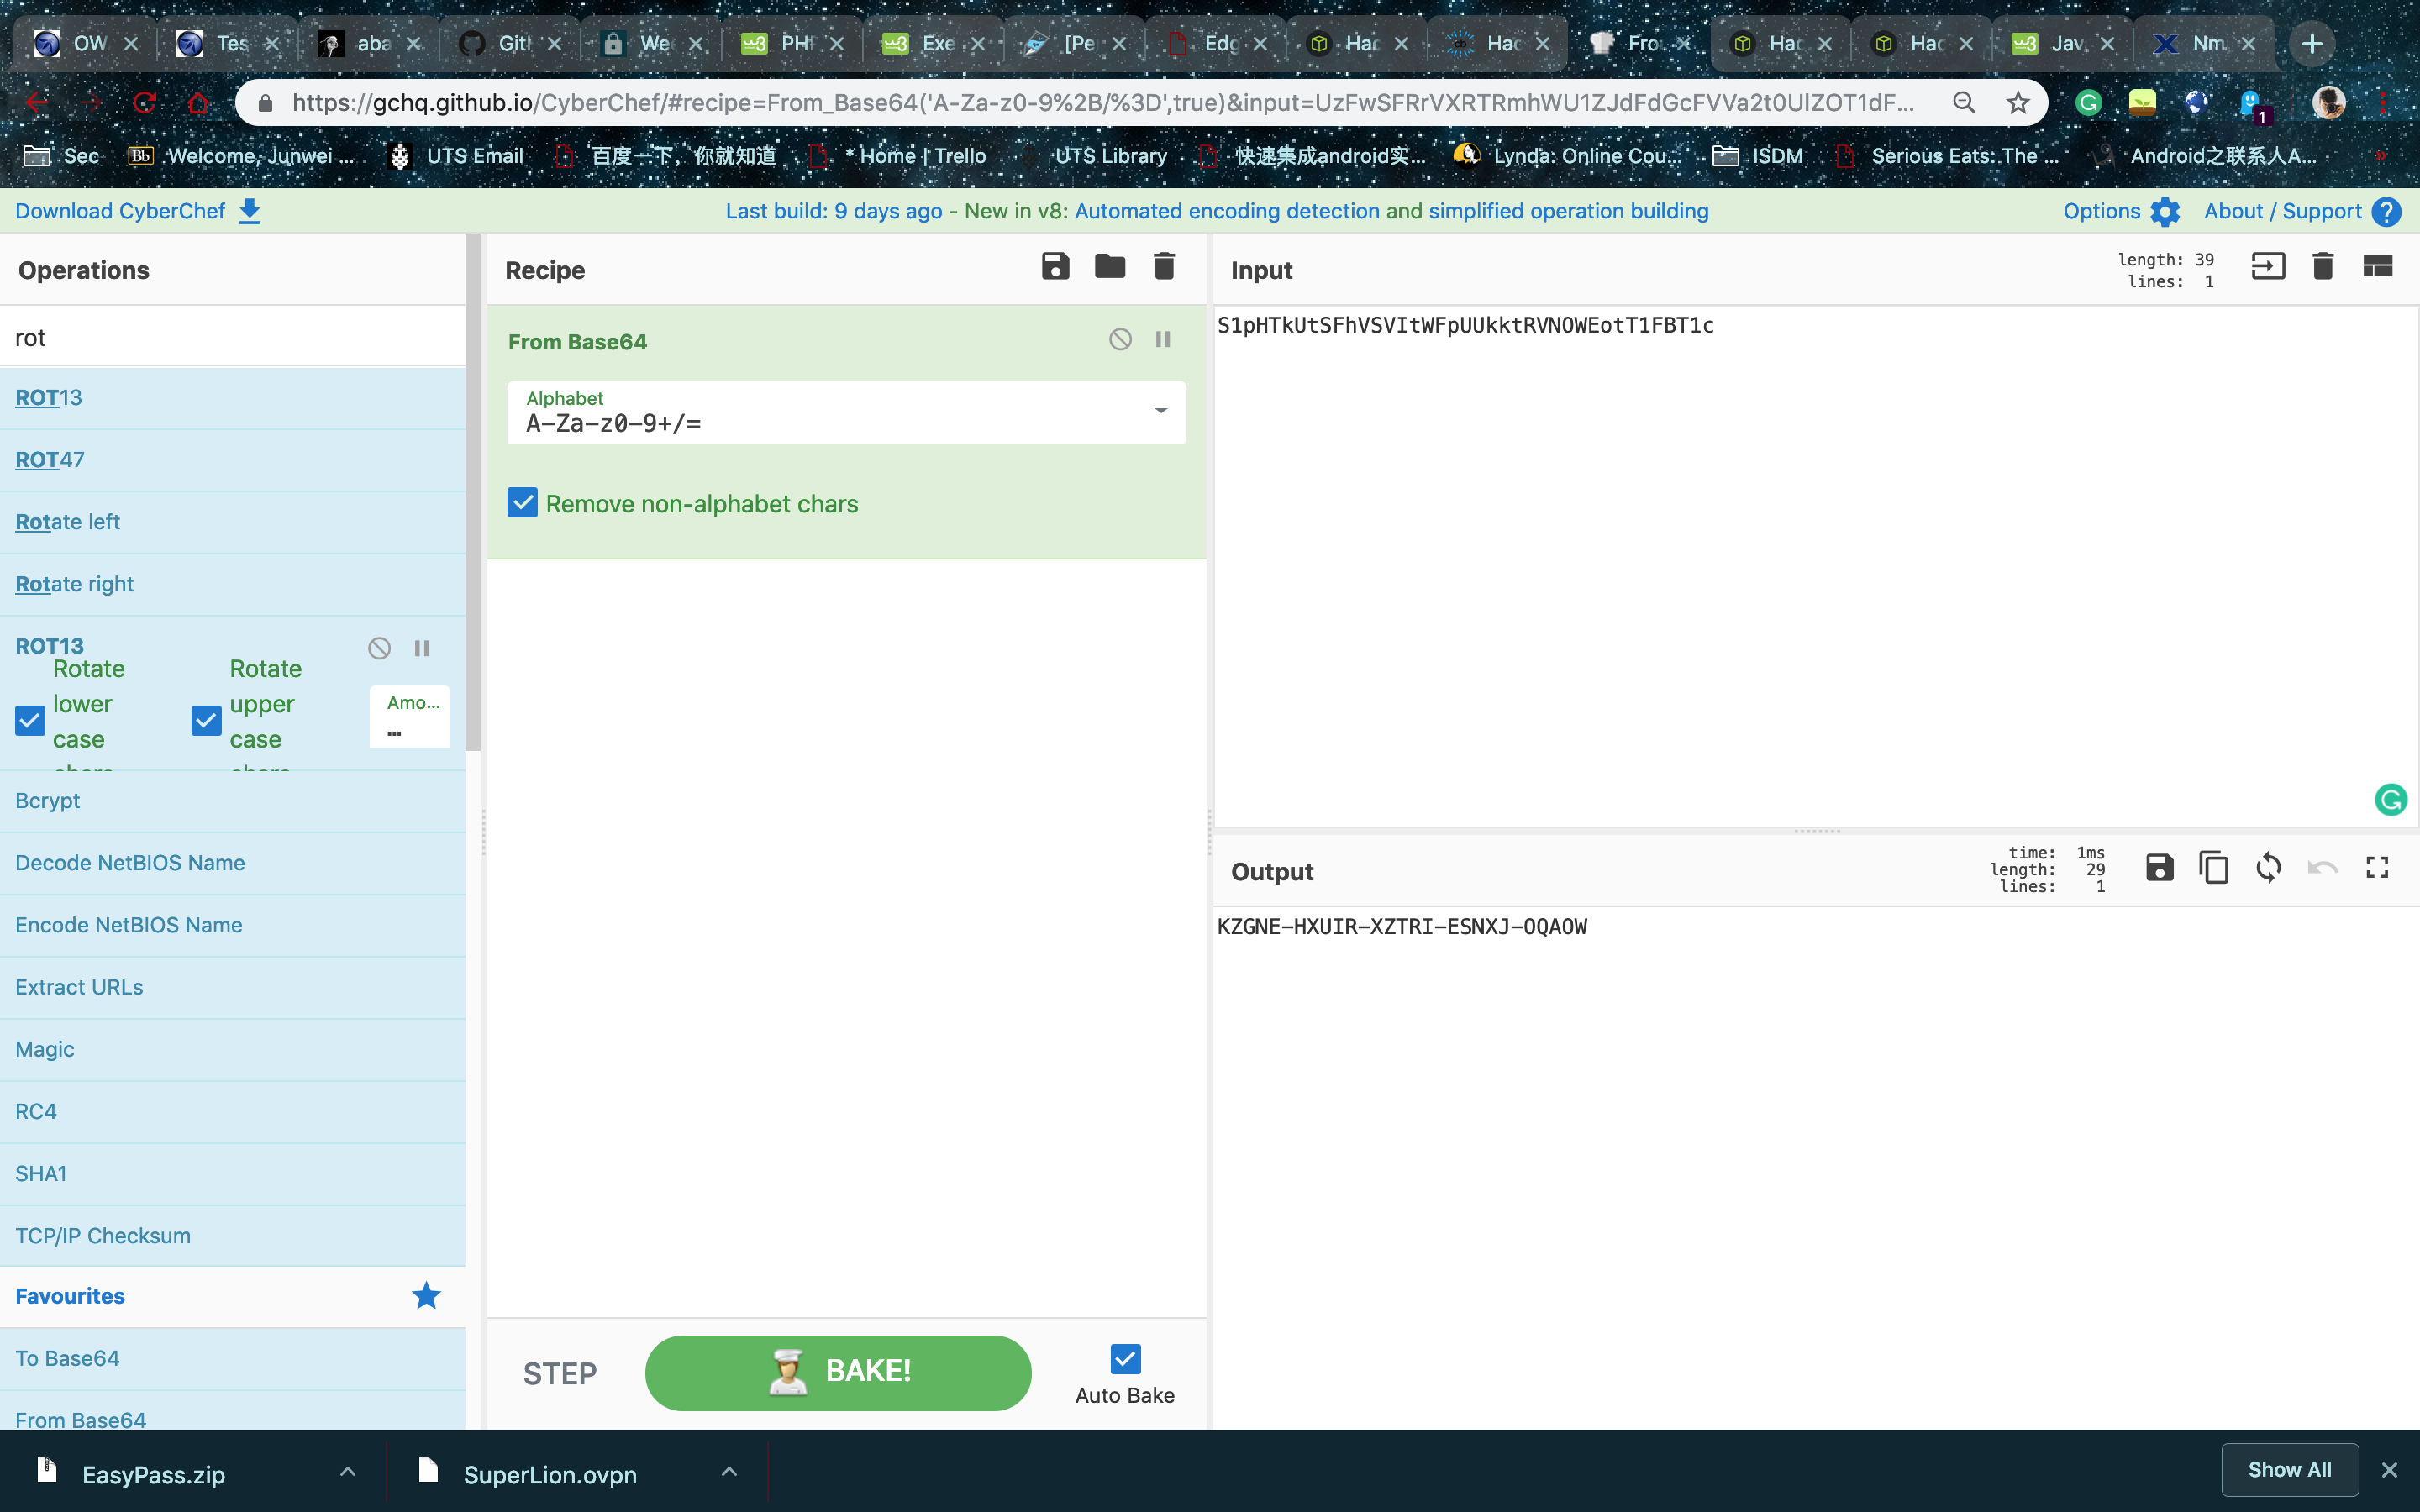 OW
Tes
aba
Git
We
PH
Exe
[Pe
Edg
Hac
Hac
Fro
Hac
Hac
Jav
Nm
https://gchq.github.io/CyberChef/#recipe=From_Base64('A-Za-z0-9%2B/%3D',true)&input=UzFwSFRrVXRTRmhWU1ZJdFdGcFVVa2t0UlZOT1dF...
1
Sec
Bb
Welcome, Junwei ...
UTS Email
百度一下，你就知道
* Home | Trello
UTS Library
快速集成android实...
Lynda: Online Cou...
ISDM
Serious Eats: The ...
Android之联系人A...
»
Download CyberChef
Last build: 9 days ago - New in v8: Automated encoding detection and simplified operation building
Options
About / Support
Operations
rot
ROT13
ROT47
Rotate left
Rotate right
ROT13
Rotate lower case
Rotate upper case
Amo...
...
Bcrypt
Decode NetBIOS Name
Encode NetBIOS Name
Extract URLs
Magic
RC4
SHA1
TCP/IP Checksum
Favourites
To Base64
From Base64
Recipe
From Base64
Alphabet
A-Za-z0-9+/=
Remove non-alphabet chars
STEP
BAKE!
Auto Bake
Input
length: 39
lines: 1
S1pHTkUtSFhVSVItWFpUUkktRVNOWEotT1FBT1c
Output
time: 1ms
length: 29
lines: 1
KZGNE-HXUIR-XZTRI-ESNXJ-OQAOW
EasyPass.zip
SuperLion.ovpn
Show All